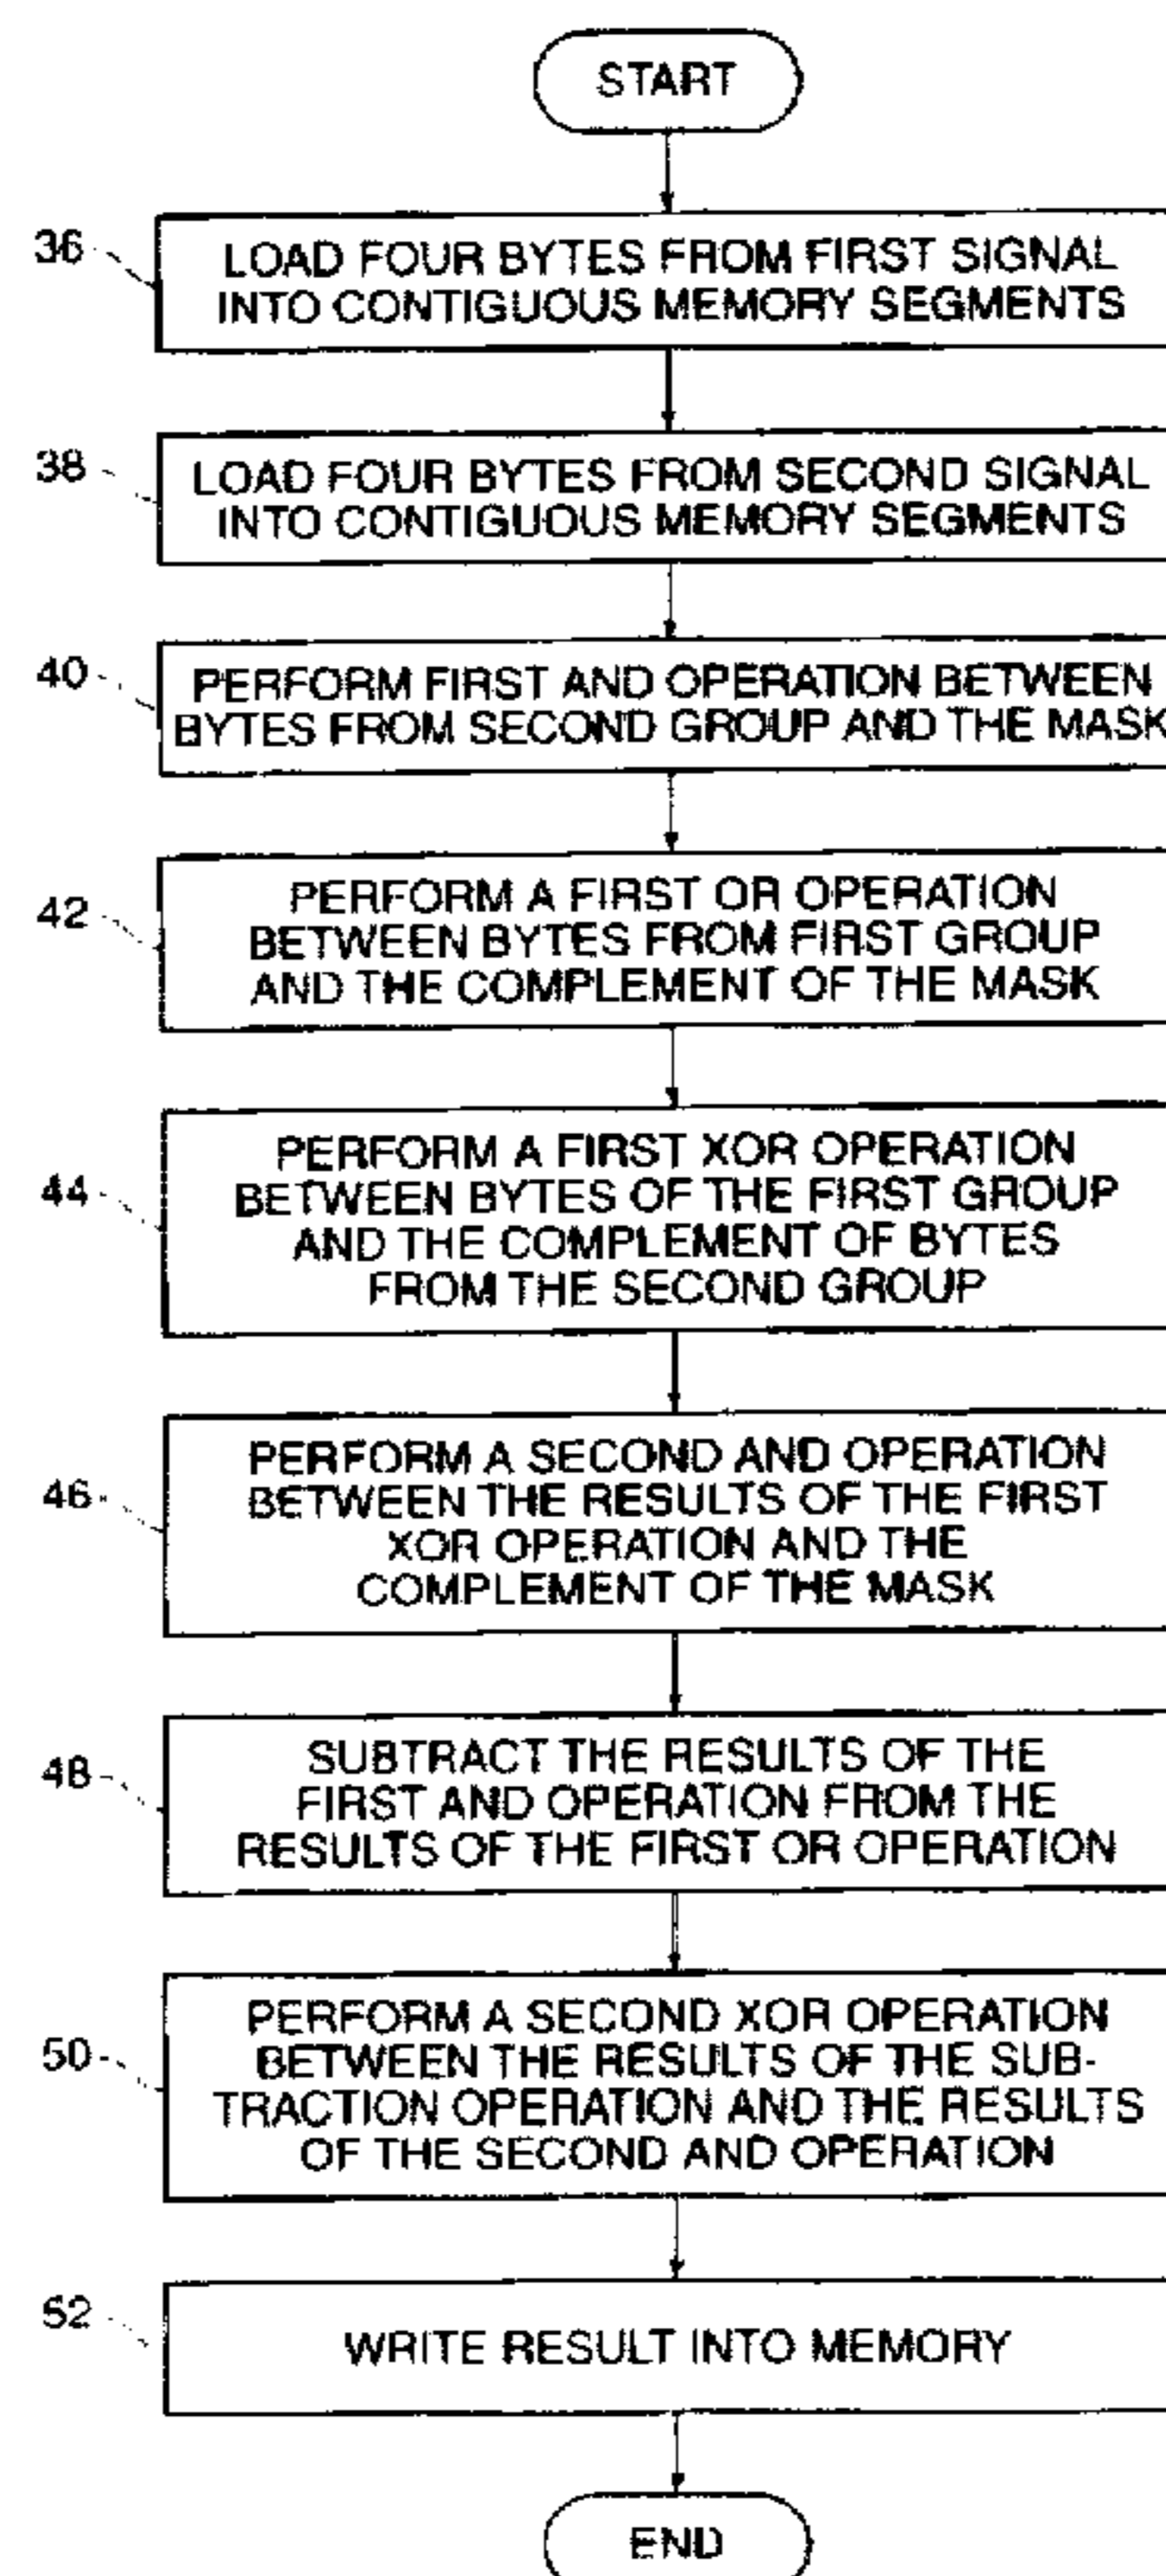 START
36
LOAD FOUR BYTES FROM FIRST SIGNAL
INTO CONTIGUOUS MEMORY SEGMENTS
38
LOAD FOUR BYTES FROM SECOND SIGNAL
INTO CONTIGUOUS MEMORY SEGMENTS
40
PERFORM FIRST AND OPERATION BETWEEN
BYTES FROM SECOND GROUP AND THE MASK
42
PERFORM A FIRST OR OPERATION
BETWEEN BYTES FROM FIRST GROUP
AND THE COMPLEMENT OF THE MASK
44
PERFORM A FIRST XOR OPERATION
BETWEEN BYTES OF THE FIRST GROUP
AND THE COMPLEMENT OF BYTES
FROM THE SECOND GROUP
46
PERFORM A SECOND AND OPERATION
BETWEEN THE RESULTS OF THE FIRST
XOR OPERATION AND THE
COMPLEMENT OF THE MASK
48
SUBTRACT THE RESULTS OF THE
FIRST AND OPERATION FROM THE
RESULTS OF THE FIRST OR OPERATION
50
PERFORM A SECOND XOR OPERATION
BETWEEN THE RESULTS OF THE SUB-
TRACTION OPERATION AND THE RESULTS
OF THE SECOND AND OPERATION
52
WRITE RESULT INTO MEMORY
END